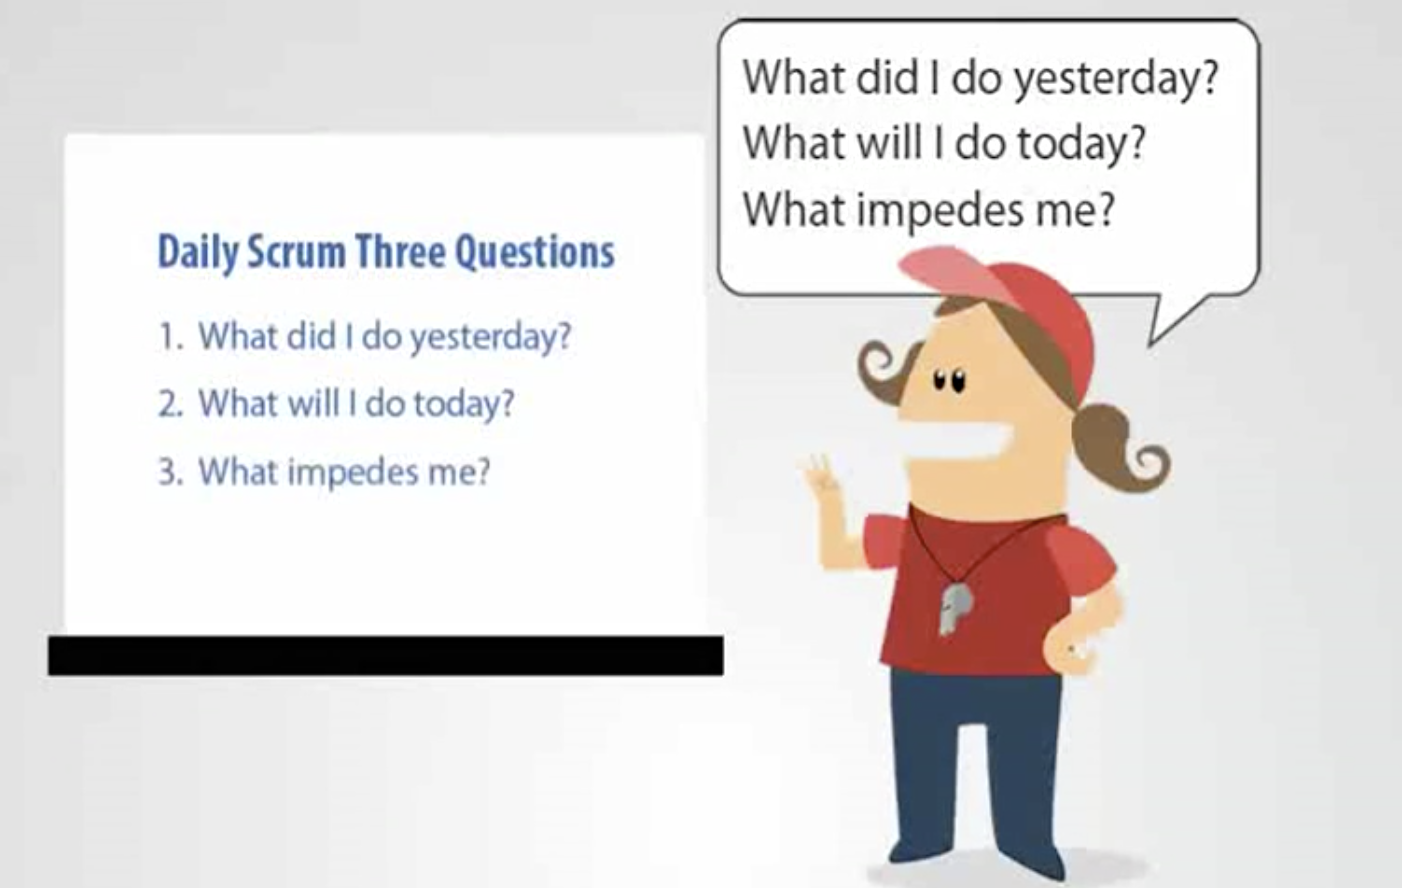 Daily Scrum Three Questions
1. What did I do yesterday?
2. What will I do today?
3. What impedes me?
What did I do yesterday?
What will I do today?
What impedes me?